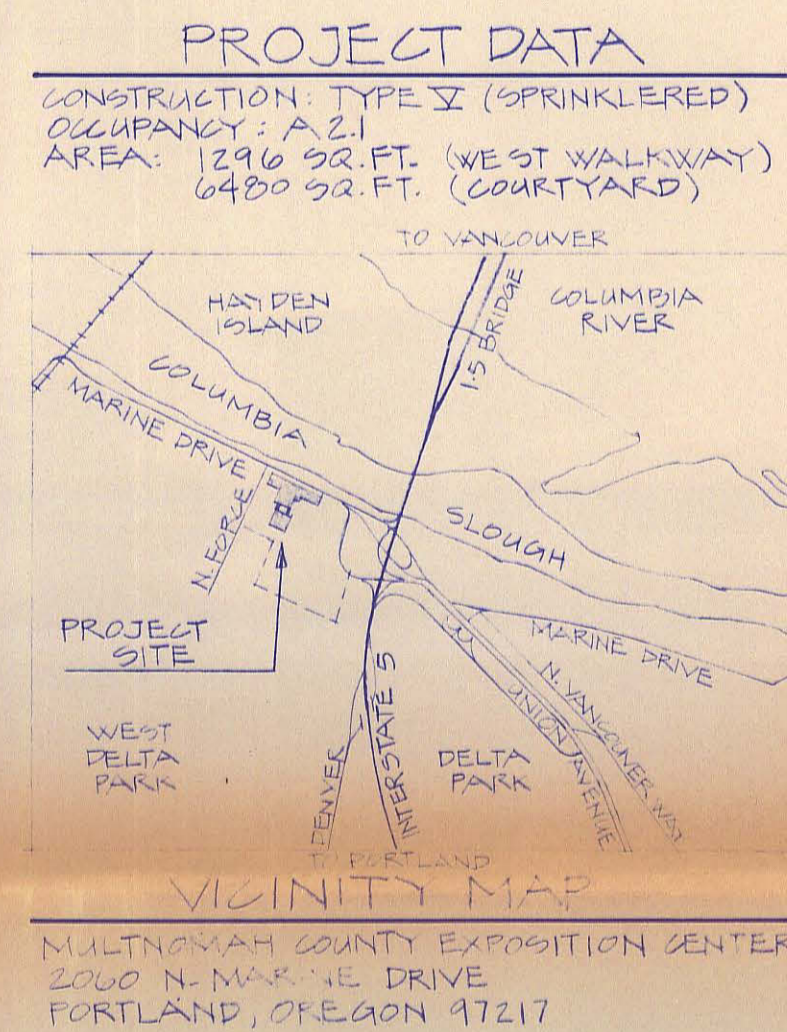 PROJECT DATA
CONSTRUCTION: TYPE V (SPRINKLERED)
OCCUPANCY: A 2.1
AREA: 1296 SQ.FT. (WEST WALKWAY)
6480 SQ.FT. (COURTYARD)
TO VANCOUVER
HAYDEN
ISLAND
I·5 BRIDGE
COLUMBIA
RIVER
COLUMBIA
SLOUGH
MARINE DRIVE
N. FORCE
PROJECT
SITE
MARINE DRIVE
N. VANCOUVER WAY
UNION AVENUE
INTERSTATE 5
DENVER
WEST
DELTA
PARK
DELTA
PARK
TO PORTLAND
VICINITY MAP
MULTNOMAH COUNTY EXPOSITION CENTER
2060 N. MARINE DRIVE
PORTLAND, OREGON 97217